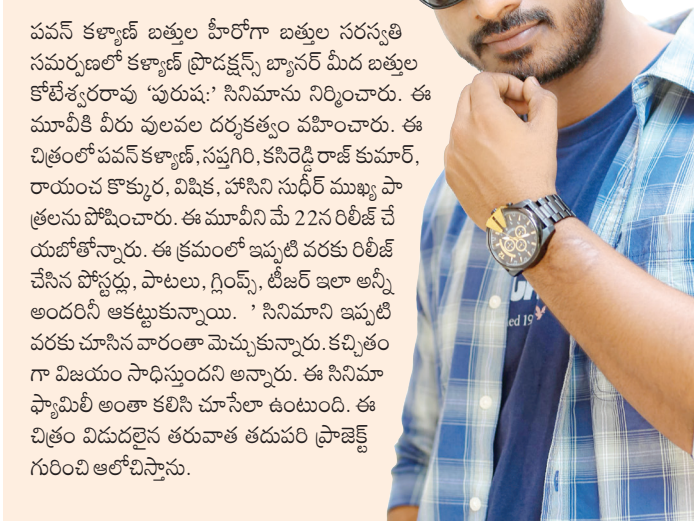 పవన్ కళ్యాణ్ బత్తుల హీరోగా బత్తుల సరస్వతి
సమర్పణలో కళ్యాణ్ ప్రొడక్షన్స్ బ్యానర్ మీద బత్తుల
కోటేశ్వరరావు ‘పురుష:’ సినిమాను నిర్మించారు. ఈ
మూవీకి వీరు వులవల దర్శకత్వం వహించారు. ఈ
చిత్రంలో పవన్ కళ్యాణ్, సప్తగిరి, కసిరెడ్డి రాజ్ కుమార్,
రాయంచ కొక్కుర, విషిక, హాసిని సుధీర్ ముఖ్య పా
త్రలను పోషించారు. ఈ మూవీని మే 22న రిలీజ్ చే
యబోతోన్నారు. ఈ క్రమంలో ఇప్పటి వరకు రిలీజ్
చేసిన పోస్టర్లు, పాటలు, గ్లింప్స్, టీజర్ ఇలా అన్నీ
అందరినీ ఆకట్టుకున్నాయి. ’ సినిమాని ఇప్పటి
వరకు చూసిన వారంతా మెచ్చుకున్నారు. కచ్చితం
గా విజయం సాధిస్తుందని అన్నారు. ఈ సినిమా
ఫ్యామిలీ అంతా కలిసి చూసేలా ఉంటుంది. ఈ
చిత్రం విడుదలైన తరువాత తదుపరి ప్రాజెక్ట్
గురించి ఆలోచిస్తాను.